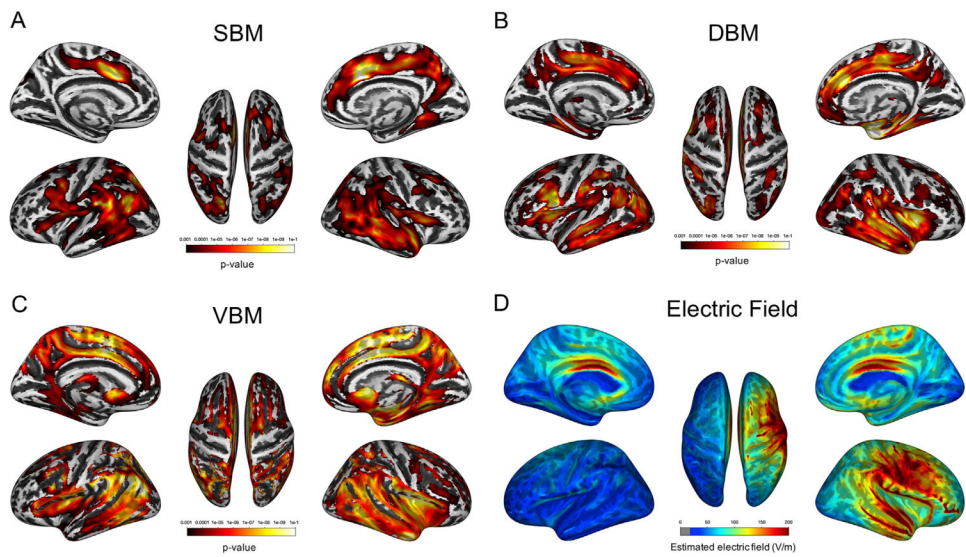 A
SBM
0.001 0.0001 1e-05 1e-06 1e-07 1e-08 1e-09 1e-1
p-value
B
DBM
0.001 0.0001 1e-05 1e-06 1e-07 1e-08 1e-09 1e-1
p-value
C
VBM
0.001 0.0001 1e-05 1e-06 1e-07 1e-08 1e-09 1e-1
p-value
D
Electric Field
50 100 150 200
Estimated electric field (V/m)